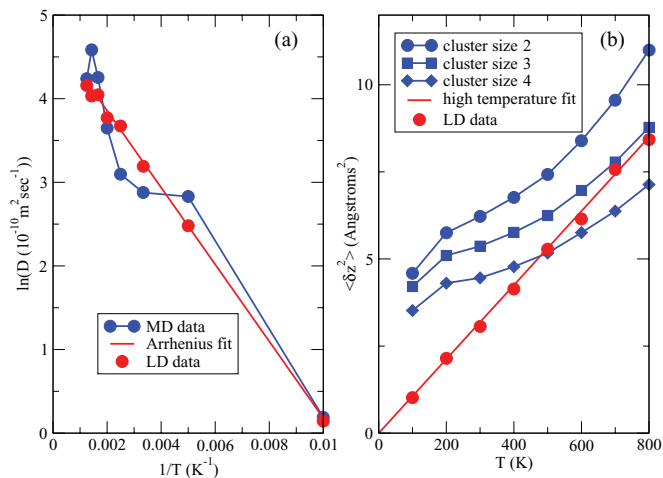 (a)
5
4
3
2
1
0
ln(D (10⁻¹⁰ m² sec⁻¹))
MD data
Arrhenius fit
LD data
0 0.002 0.004 0.006 0.008 0.01
1/T (K⁻¹)
(b)
cluster size 2
cluster size 3
cluster size 4
high temperature fit
LD data
10
5
0
<δz²> (Angstroms²)
0 200 400 600 800
T (K)